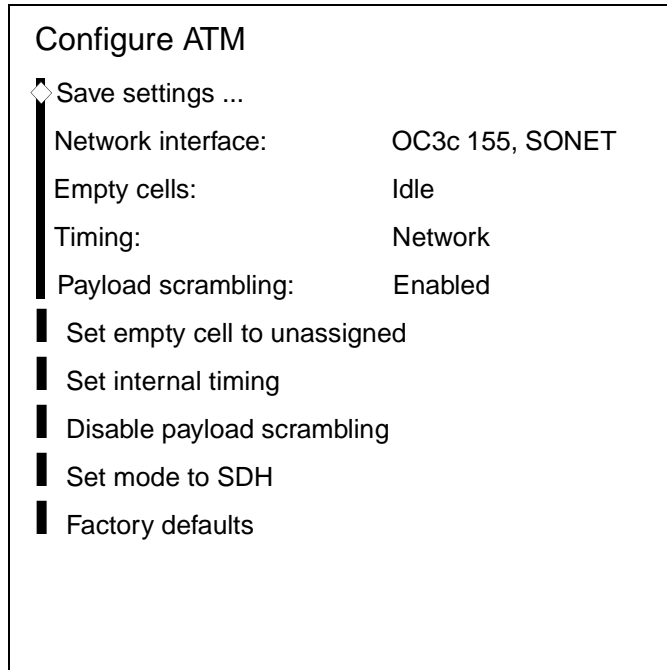 Configure ATM
Save settings ...
Network interface: OC3c 155, SONET
Empty cells: Idle
Timing: Network
Payload scrambling: Enabled
Set empty cell to unassigned
Set internal timing
Disable payload scrambling
Set mode to SDH
Factory defaults